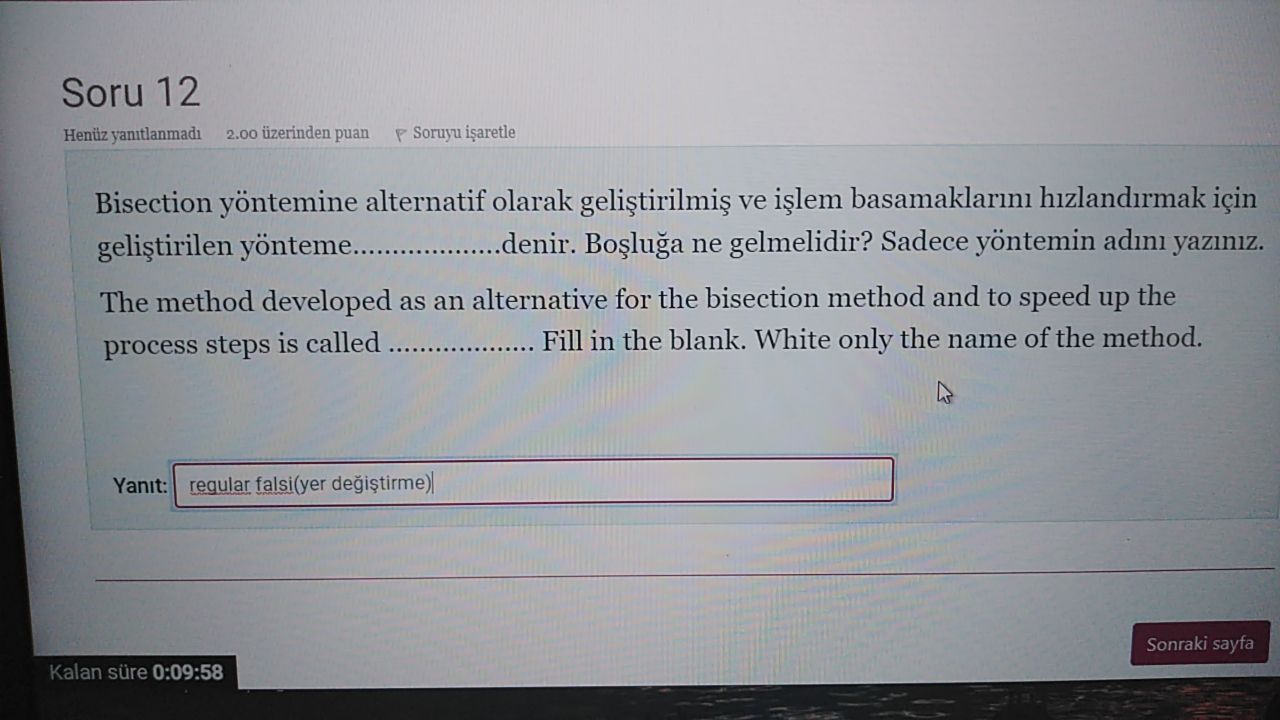 Soru 12
Henüz yanıtlanmadı 2.00 üzerinden puan Soruyu işaretle
Bisection yöntemine alternatif olarak geliştirilmiş ve işlem basamaklarını hızlandırmak için
geliştirilen yönteme...................denir. Boşluğa ne gelmelidir? Sadece yöntemin adını yazınız.
The method developed as an alternative for the bisection method and to speed up the
process steps is called ................... Fill in the blank. White only the name of the method.
Yanıt: regular falsi(yer değiştirme)
Sonraki sayfa
Kalan süre 0:09:58